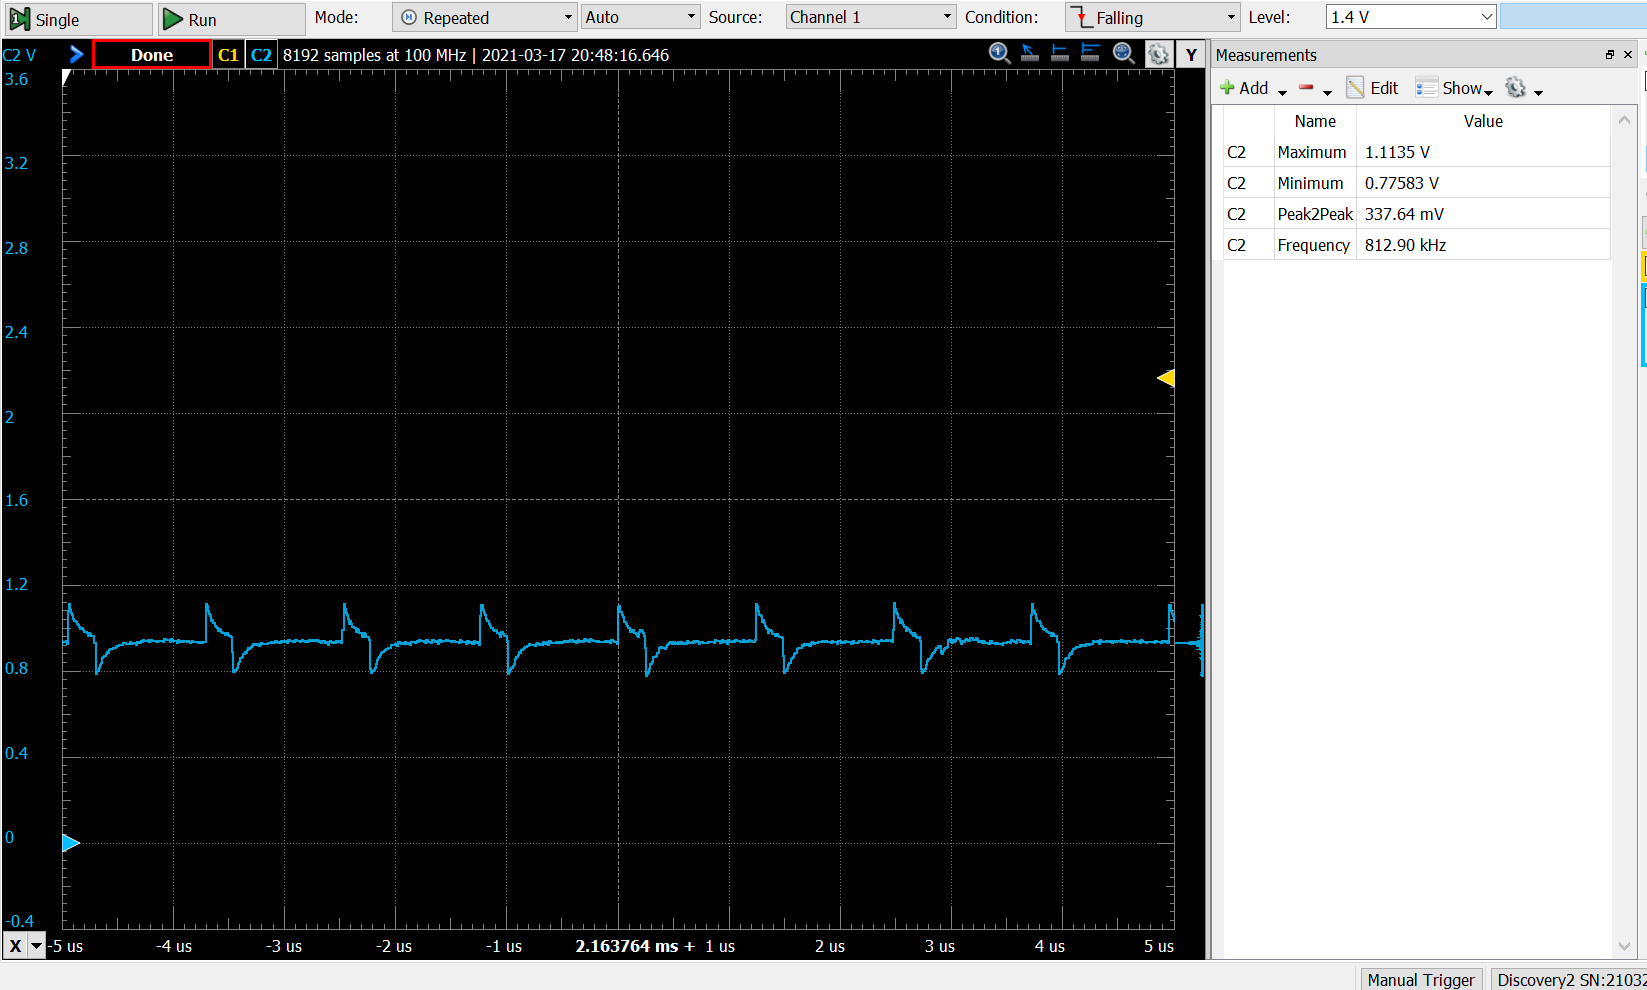 Single Run Mode: Repeated Auto Source: Channel 1 Condition: Falling Level: 1.4 V
C2 V Done C1 C2 8192 samples at 100 MHz | 2021-03-17 20:48:16.646 Y
3.6
3.2
2.8
2.4
2
1.6
1.2
0.8
0.4
0
-0.4
X -5 us -4 us -3 us -2 us -1 us 2.163764 ms + 1 us 2 us 3 us 4 us 5 us
Measurements
Add Edit Show
Name Value
C2 Maximum 1.1135 V
C2 Minimum 0.77583 V
C2 Peak2Peak 337.64 mV
C2 Frequency 812.90 kHz
Manual Trigger Discovery2 SN:21032